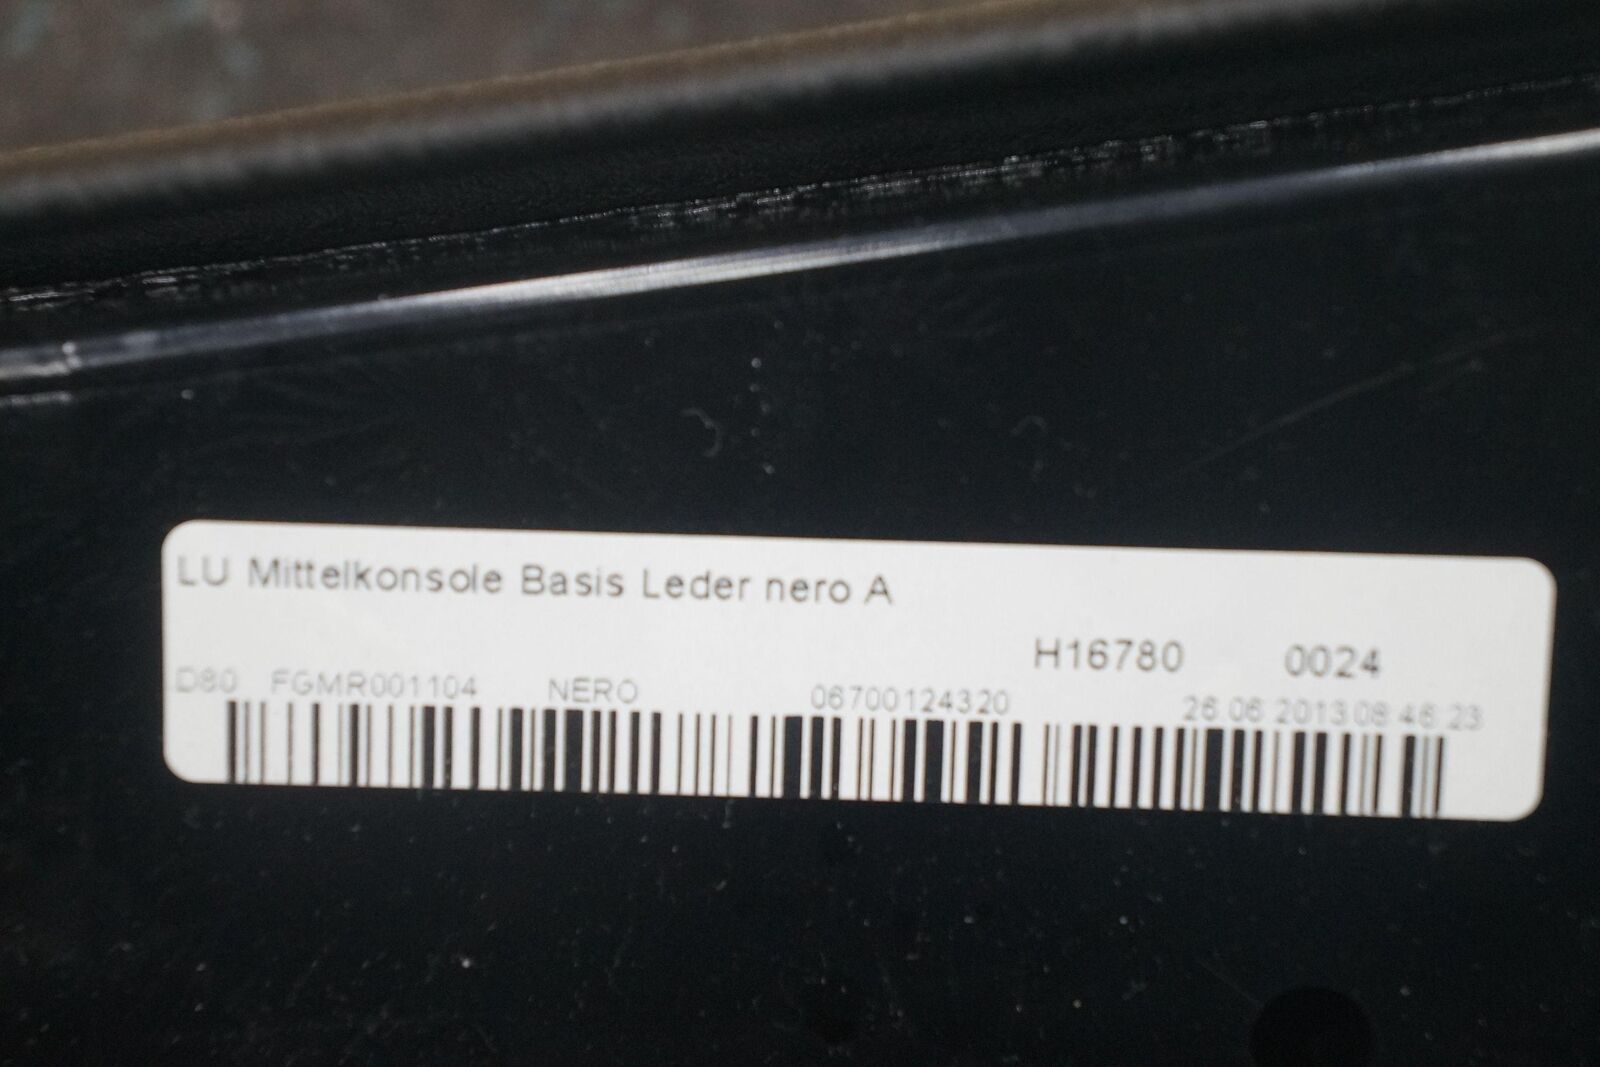 LU Mittelkonsole Basis Leder nero A
H16780 0024
D80 FGMR001104 NERO 06700124320 26.06.2013 08:46:23